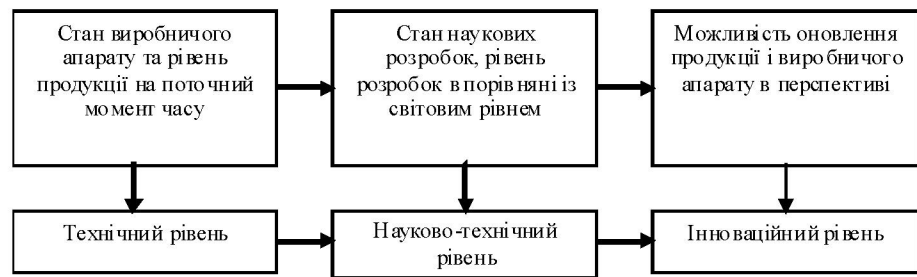 Стан виробничого
апарату та рівень
продукції на поточний
момент часу
Стан наукових
розробок, рівень
розробок в порівняні із
світовим рівнем
Можливість оновлення
продукції і виробничого
апарату в перспективі
Технічний рівень
Науково-технічний
рівень
Інноваційний рівень